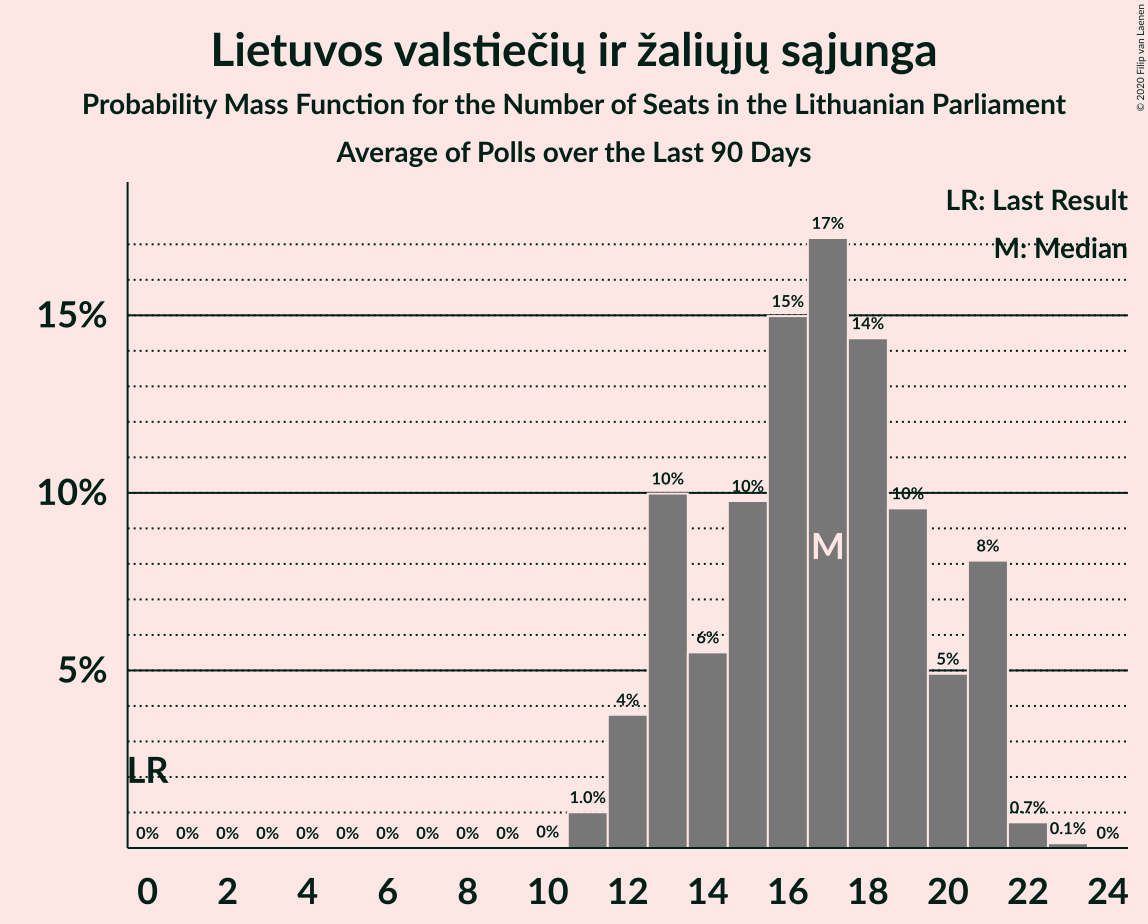 Lietuvos valstiečių ir žaliųjų sąjunga
Probability Mass Function for the Number of Seats in the Lithuanian Parliament
Average of Polls over the Last 90 Days
© 2020 Filip van Laenen
LR: Last Result
M: Median
17%
15%
15%
14%
10%
10%
10%
10%
8%
M
6%
5%
5%
4%
LR
1.0%
0.7%
0.1%
0% 0% 0% 0% 0% 0% 0% 0% 0% 0% 0% 0%
0 2 4 6 8 10 12 14 16 18 20 22 24